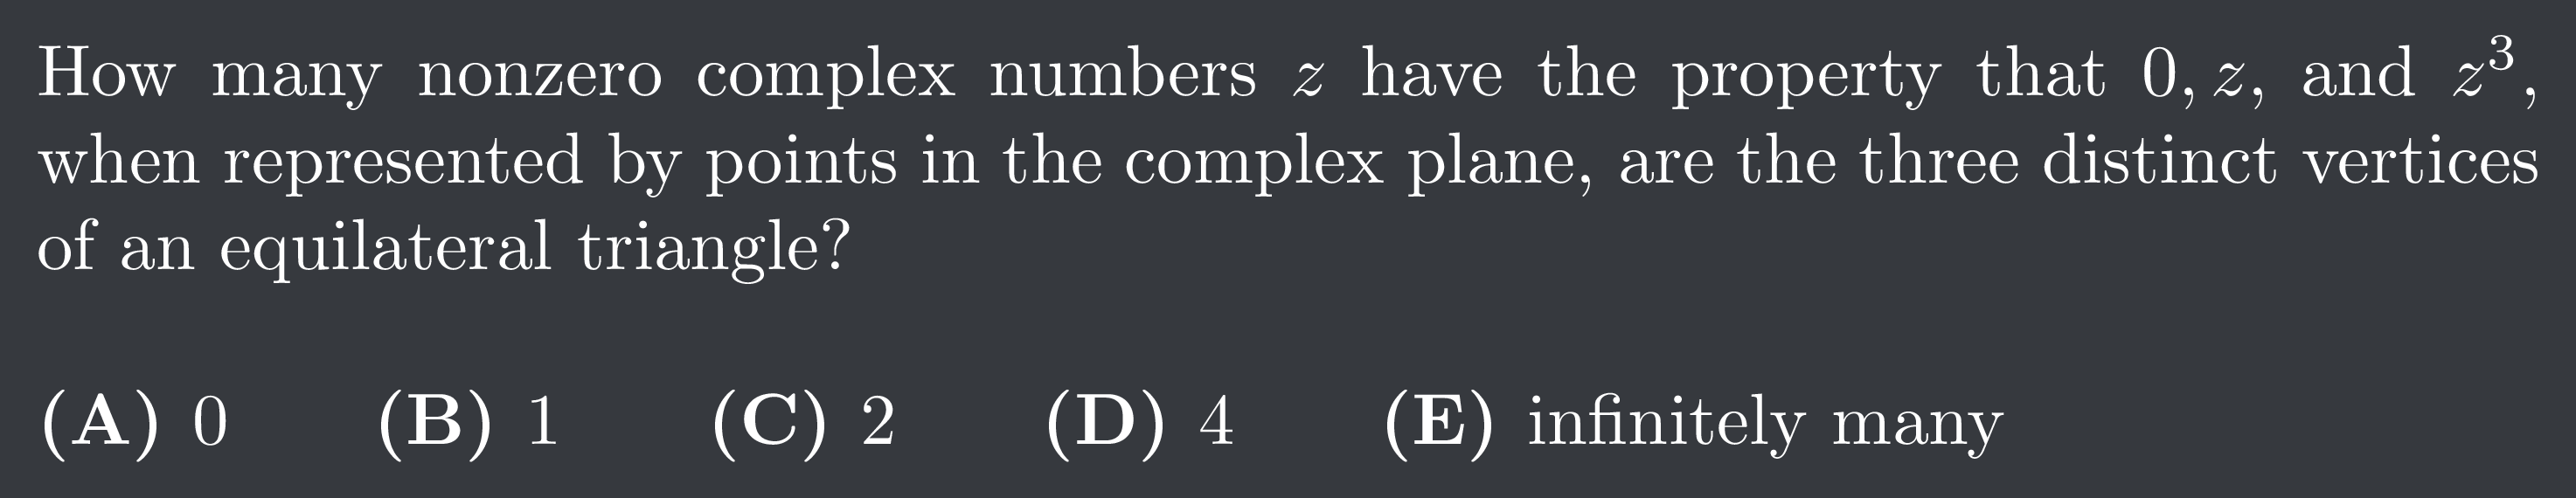 How many nonzero complex numbers z have the property that 0, z, and z³,
when represented by points in the complex plane, are the three distinct vertices
of an equilateral triangle?
(A) 0 (B) 1 (C) 2 (D) 4 (E) infinitely many